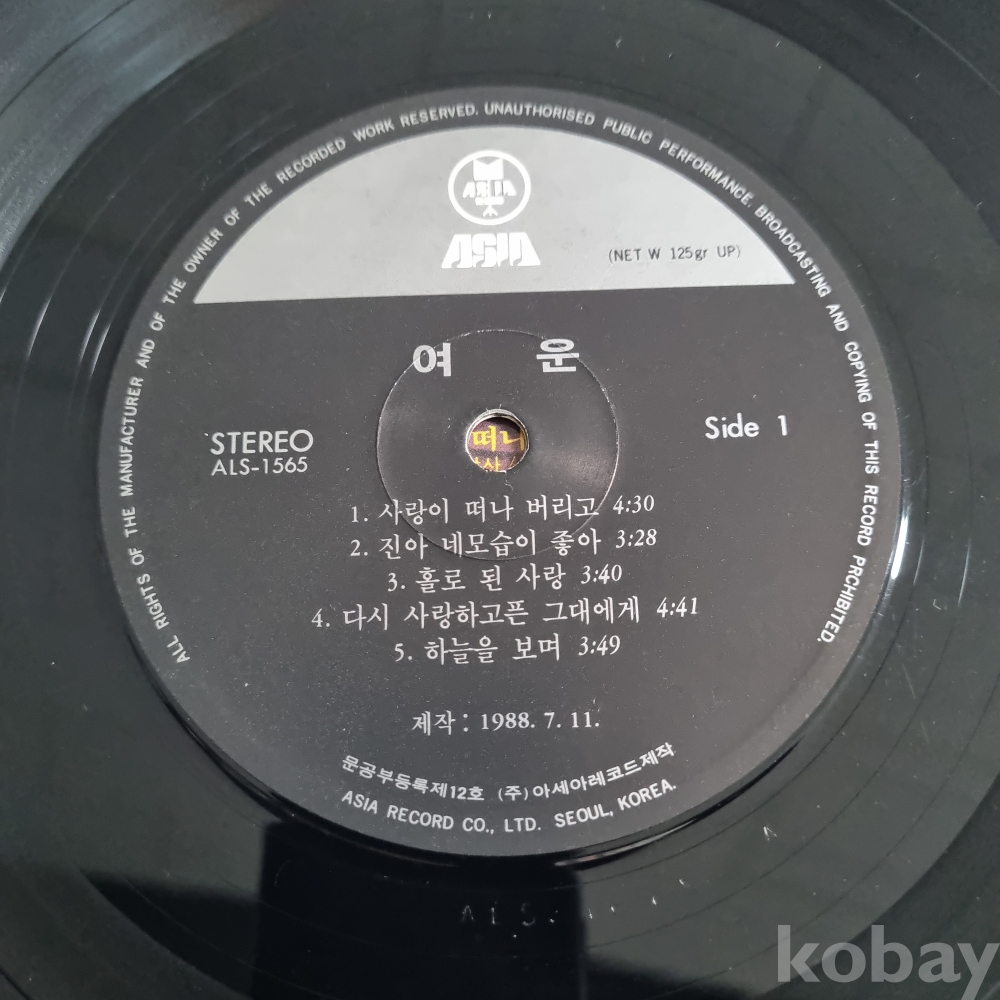 ALL RIGHTS OF THE MANUFACTURER AND OF THE OWNER OF THE RECORDED WORK RESERVED. UNAUTHORISED PUBLIC PERFORMANCE. BROADCASTING AND COPYING OF THIS RECORD PRCHIBITED.
ASIA
ASIA
(NET W 125gr UP)
여 운
STEREO
ALS-1565
Side 1
떠나
1. 사랑이 떠나 버리고 4:30
2. 진아 네모습이 좋아 3:28
3. 홀로 된 사랑 3:40
4. 다시 사랑하고픈 그대에게 4:41
5. 하늘을 보며 3:49
제작: 1988. 7. 11.
문공부등록제12호 (주)아세아레코드제작
ASIA RECORD CO., LTD. SEOUL, KOREA.
A L S
kobay